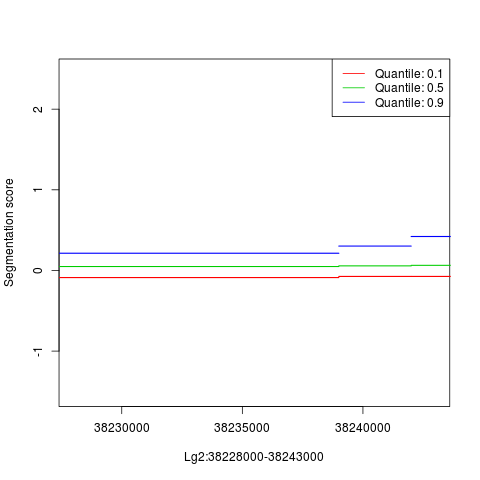 Quantile: 0.1
Quantile: 0.5
Quantile: 0.9
Segmentation score
2
1
0
-1
38230000 38235000 38240000
Lg2:38228000-38243000